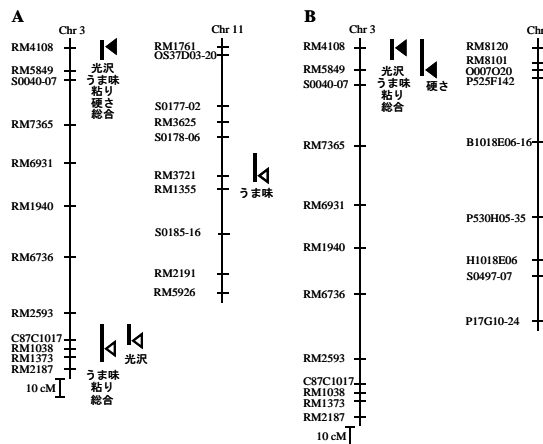 A
Chr 3
RM4108
RM5849
S0040-07
RM7365
RM6931
RM1940
RM6736
RM2593
C87C1017
RM1038
RM1373
RM2187
10 cM
光沢
うま味
粘り
硬さ
総合
光沢
うま味
粘り
総合
Chr 11
RM1761
OS37D03-20
S0177-02
RM3625
S0178-06
RM3721
RM1355
S0185-16
RM2191
RM5926
うま味
B
Chr 3
RM4108
RM5849
S0040-07
RM7365
RM6931
RM1940
RM6736
RM2593
C87C1017
RM1038
RM1373
RM2187
10 cM
光沢
うま味
粘り
総合
硬さ
RM8120
RM8101
O007O20
P525F142
B1018E06-16
P530H05-35
H1018E06
S0497-07
P17G10-24